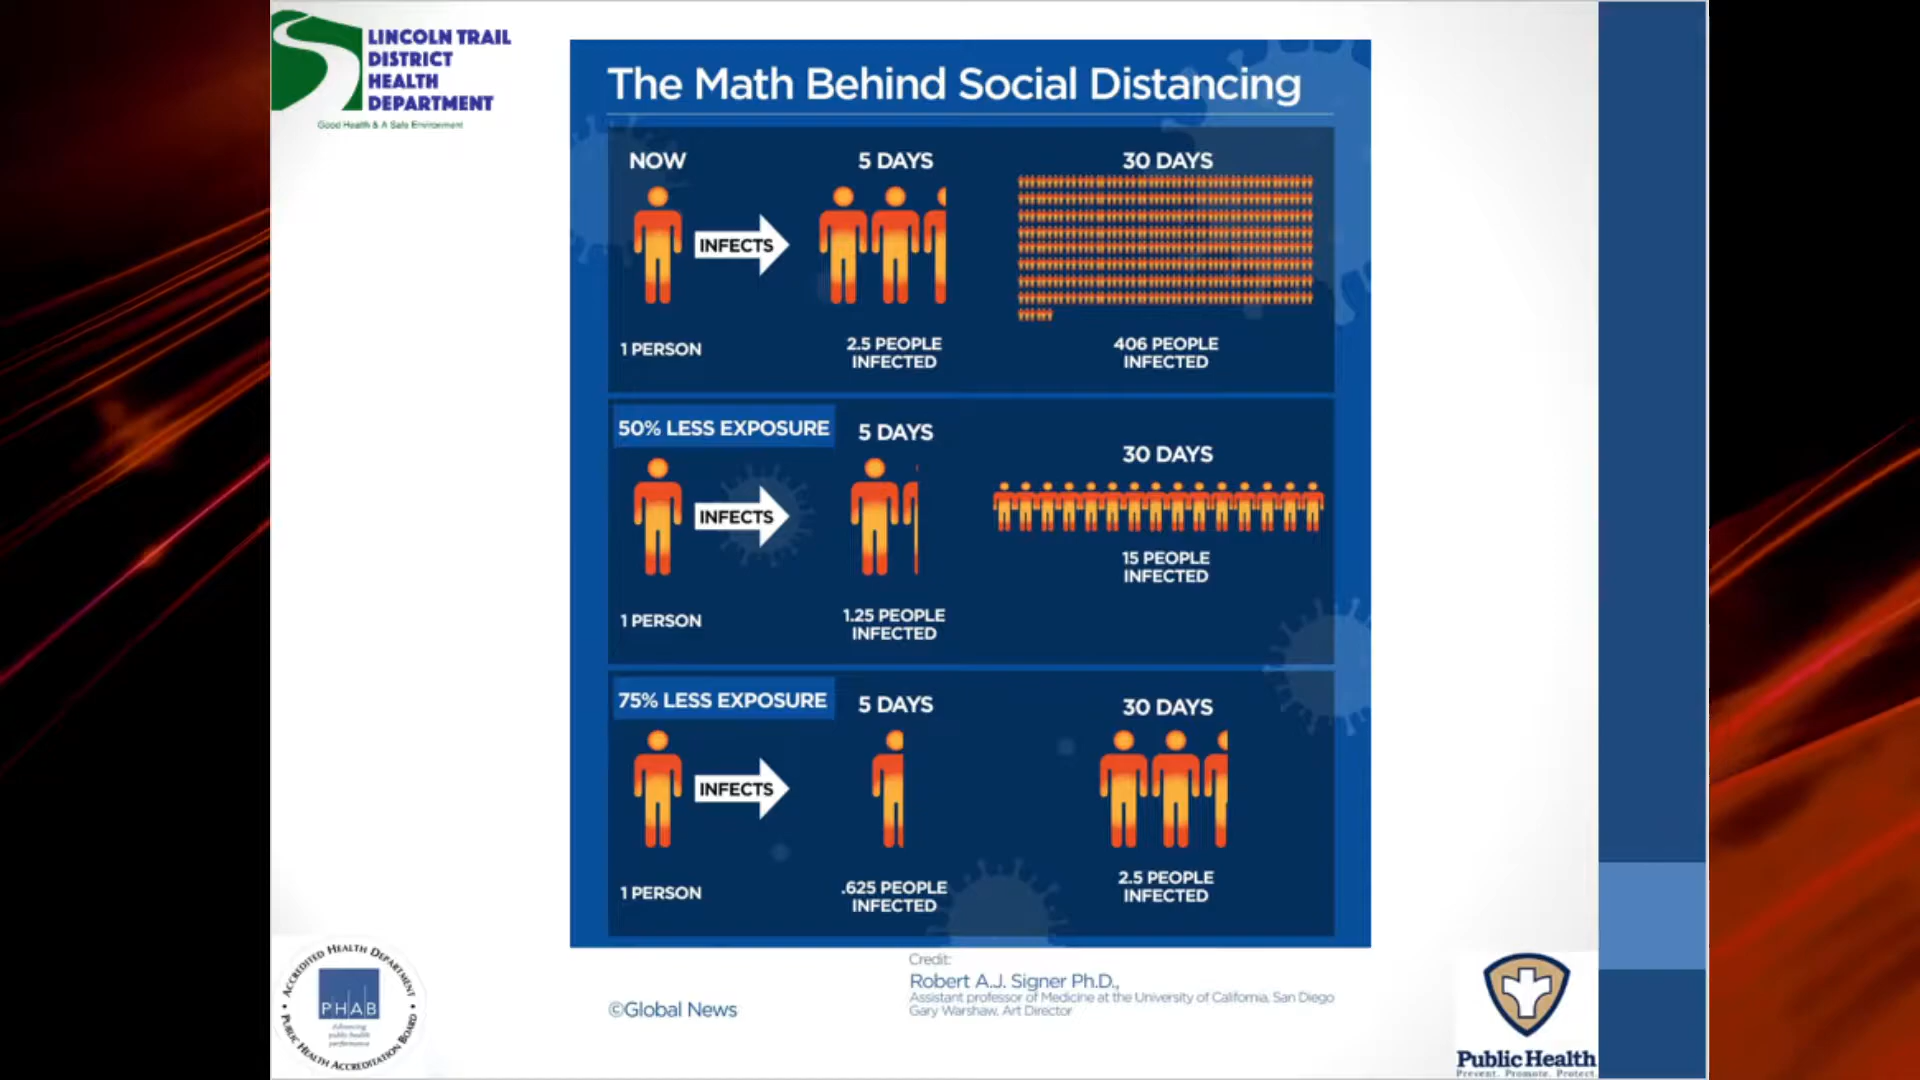 LINCOLN TRAIL
DISTRICT
HEALTH
DEPARTMENT
Good Health & A Safe Environment
The Math Behind Social Distancing
NOW
5 DAYS
30 DAYS
INFECTS
1 PERSON
2.5 PEOPLE
INFECTED
406 PEOPLE
INFECTED
50% LESS EXPOSURE
5 DAYS
30 DAYS
INFECTS
1 PERSON
1.25 PEOPLE
INFECTED
15 PEOPLE
INFECTED
75% LESS EXPOSURE
5 DAYS
30 DAYS
INFECTS
1 PERSON
.625 PEOPLE
INFECTED
2.5 PEOPLE
INFECTED
©Global News
Credit:
Robert A.J. Signer Ph.D.,
Assistant professor of Medicine at the University of California, San Diego
Gary Warshaw, Art Director
ACCREDITED HEALTH DEPARTMENT
PHAB
Advancing
public health
performance
PUBLIC HEALTH ACCREDITATION BOARD
Public Health
Prevent. Promote. Protect.